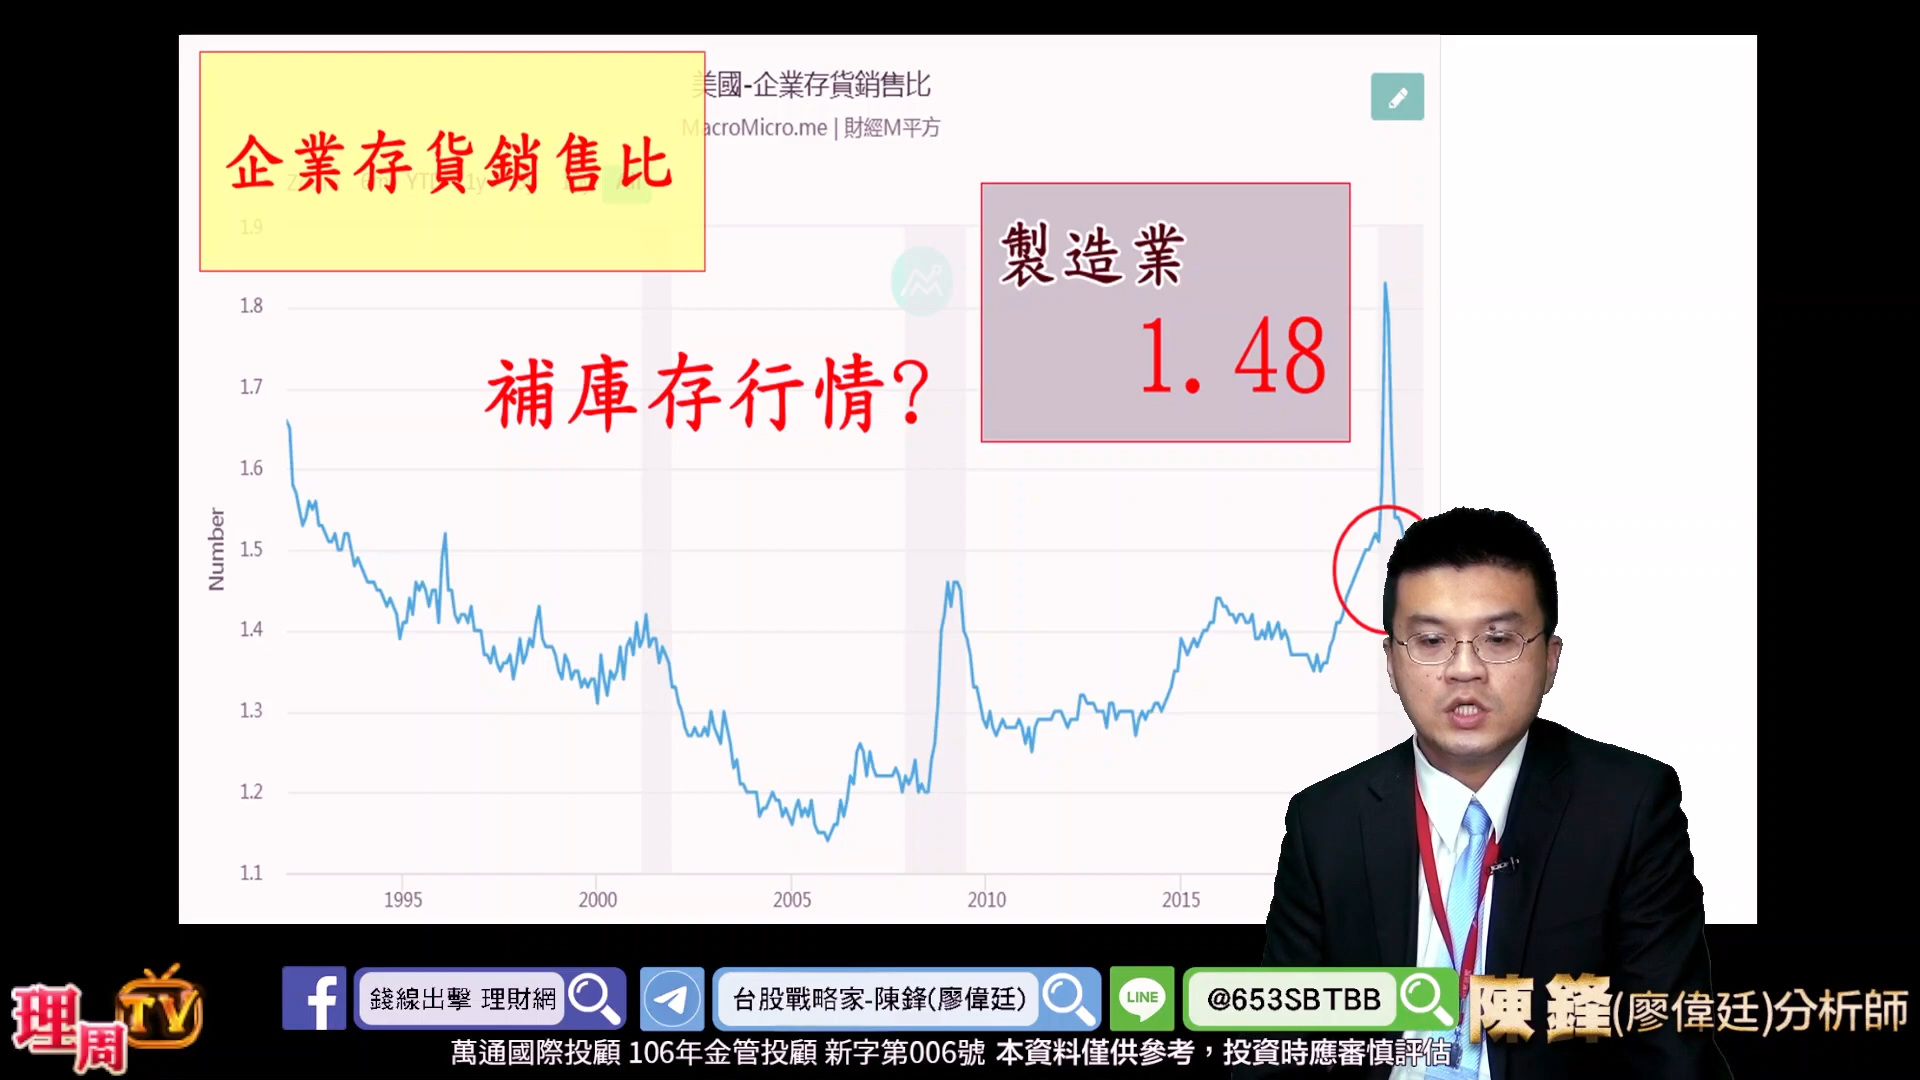 美國-企業存貨銷售比
MacroMicro.me | 財經M平方
企業存貨銷售比
製造業
1.48
補庫存行情?
Number
1.9
1.8
1.7
1.6
1.5
1.4
1.3
1.2
1.1
1995 2000 2005 2010 2015
理周TV
錢線出擊 理財網
台股戰略家-陳鋒(廖偉廷)
LINE
@653SBTBB
陳鋒(廖偉廷)分析師
萬通國際投顧 106年金管投顧 新字第006號 本資料僅供參考，投資時應審慎評估